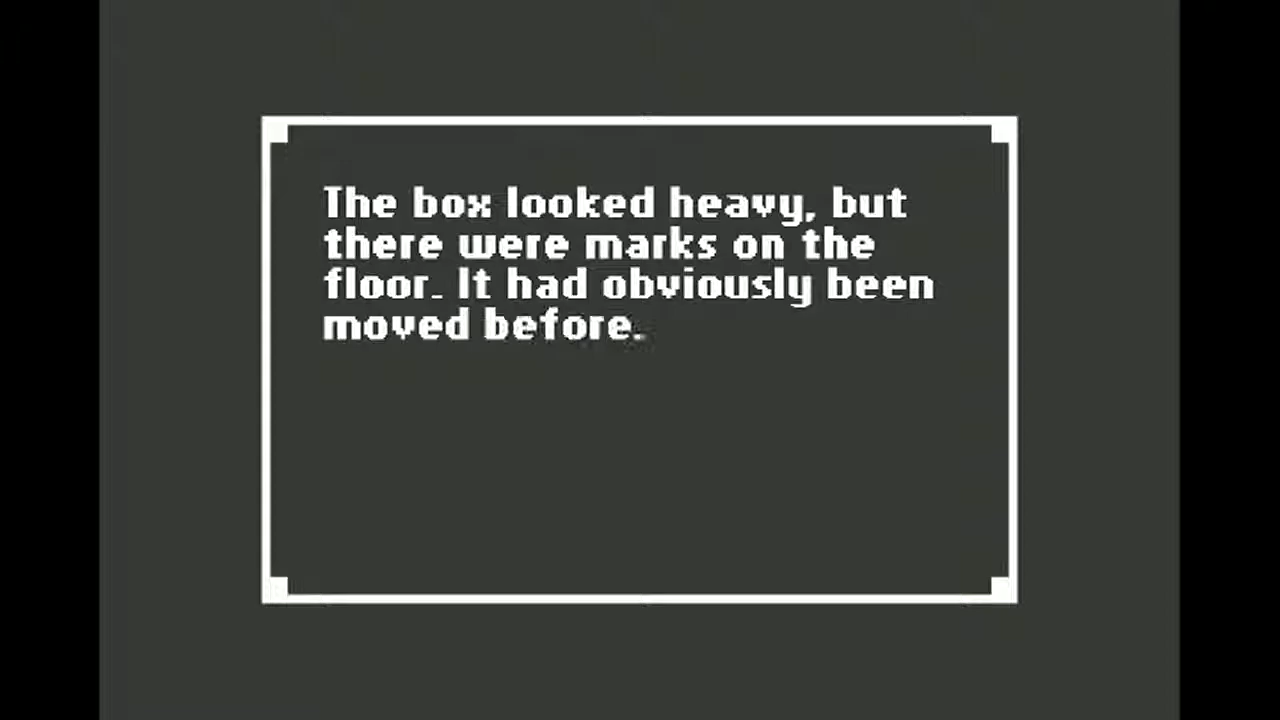 The box looked heavy, but
there were marks on the
floor. It had obviously been
moved before.